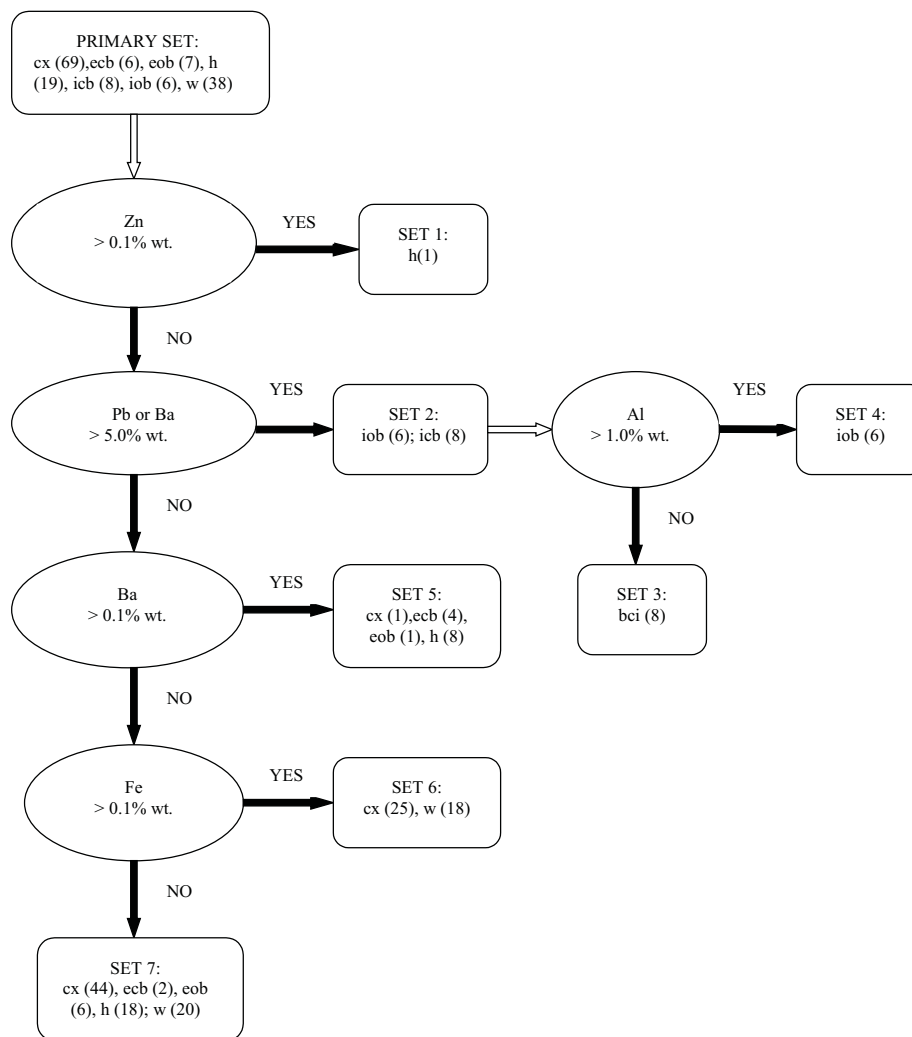 PRIMARY SET:
cx (69),ecb (6), eob (7), h
(19), icb (8), iob (6), w (38)
Zn
> 0.1% wt.
YES
SET 1:
h(1)
NO
Pb or Ba
> 5.0% wt.
YES
SET 2:
iob (6); icb (8)
Al
> 1.0% wt.
YES
SET 4:
iob (6)
NO
NO
SET 3:
bci (8)
Ba
> 0.1% wt.
YES
SET 5:
cx (1),ecb (4),
eob (1), h (8)
NO
Fe
> 0.1% wt.
YES
SET 6:
cx (25), w (18)
NO
SET 7:
cx (44), ecb (2), eob
(6), h (18); w (20)